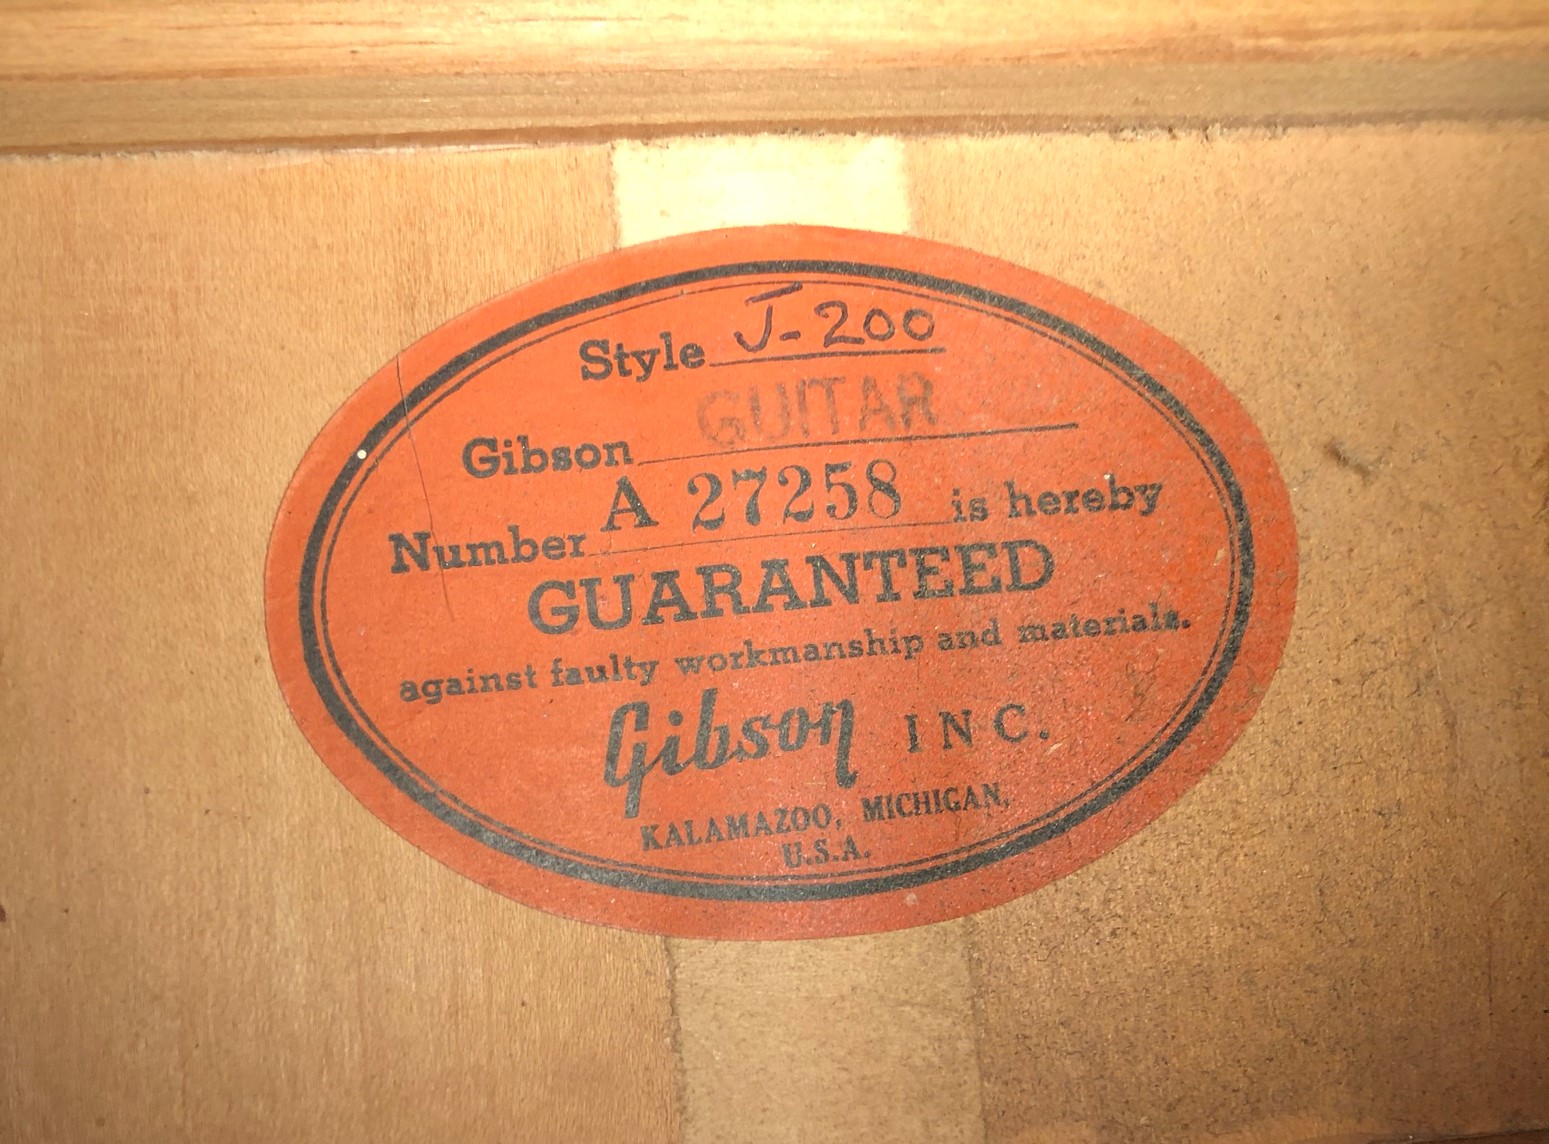 Style J-200
Gibson GUITAR
Number A 27258 is hereby
GUARANTEED
against faulty workmanship and materials.
Gibson INC.
KALAMAZOO, MICHIGAN,
U.S.A.